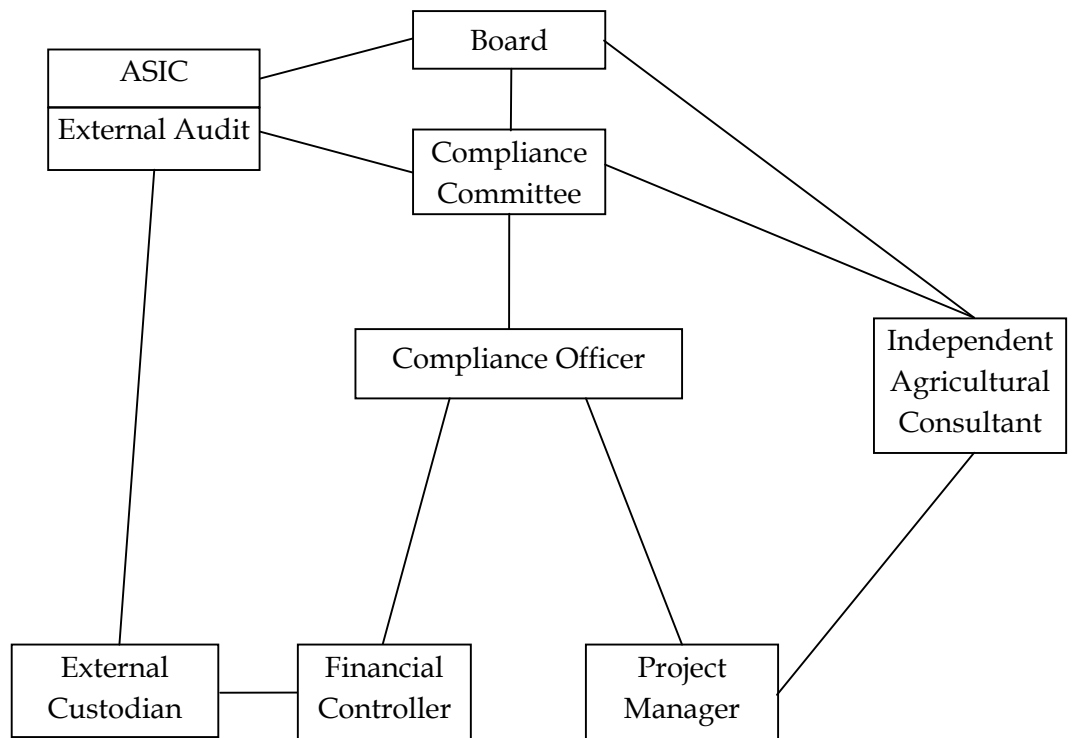 Board
ASIC
External Audit
Compliance
Committee
Compliance Officer
Independent
Agricultural
Consultant
External
Custodian
Financial
Controller
Project
Manager